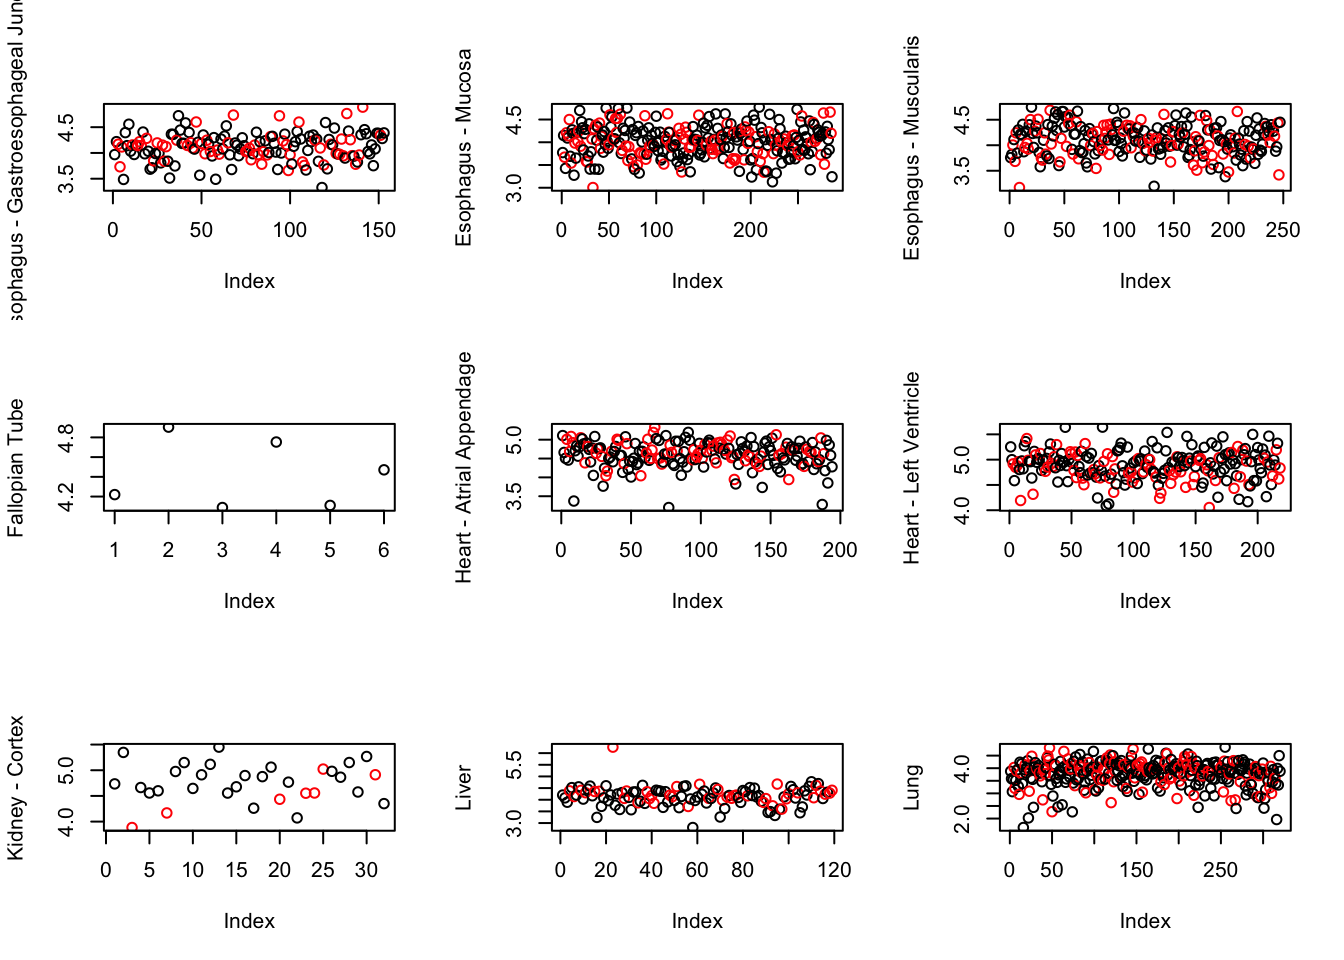 sophagus - Gastroesophageal Junc
3.5 4.5
0 50 100 150
Index
Esophagus - Mucosa
3.0 4.5
0 50 100 200
Index
Esophagus - Muscularis
3.5 4.5
0 50 100 150 200 250
Index
Fallopian Tube
4.2 4.8
1 2 3 4 5 6
Index
Heart - Atrial Appendage
3.5 5.0
0 50 100 150 200
Index
Heart - Left Ventricle
4.0 5.0
0 50 100 150 200
Index
Kidney - Cortex
4.0 5.0
0 5 10 15 20 25 30
Index
Liver
3.0 5.5
0 20 40 60 80 120
Index
Lung
2.0 4.0
0 50 150 250
Index